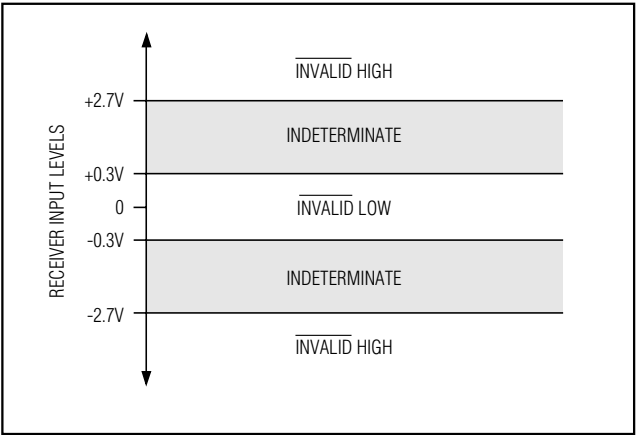 INVALID HIGH
+2.7V
INDETERMINATE
+0.3V
0
INVALID LOW
-0.3V
INDETERMINATE
-2.7V
INVALID HIGH
RECEIVER INPUT LEVELS